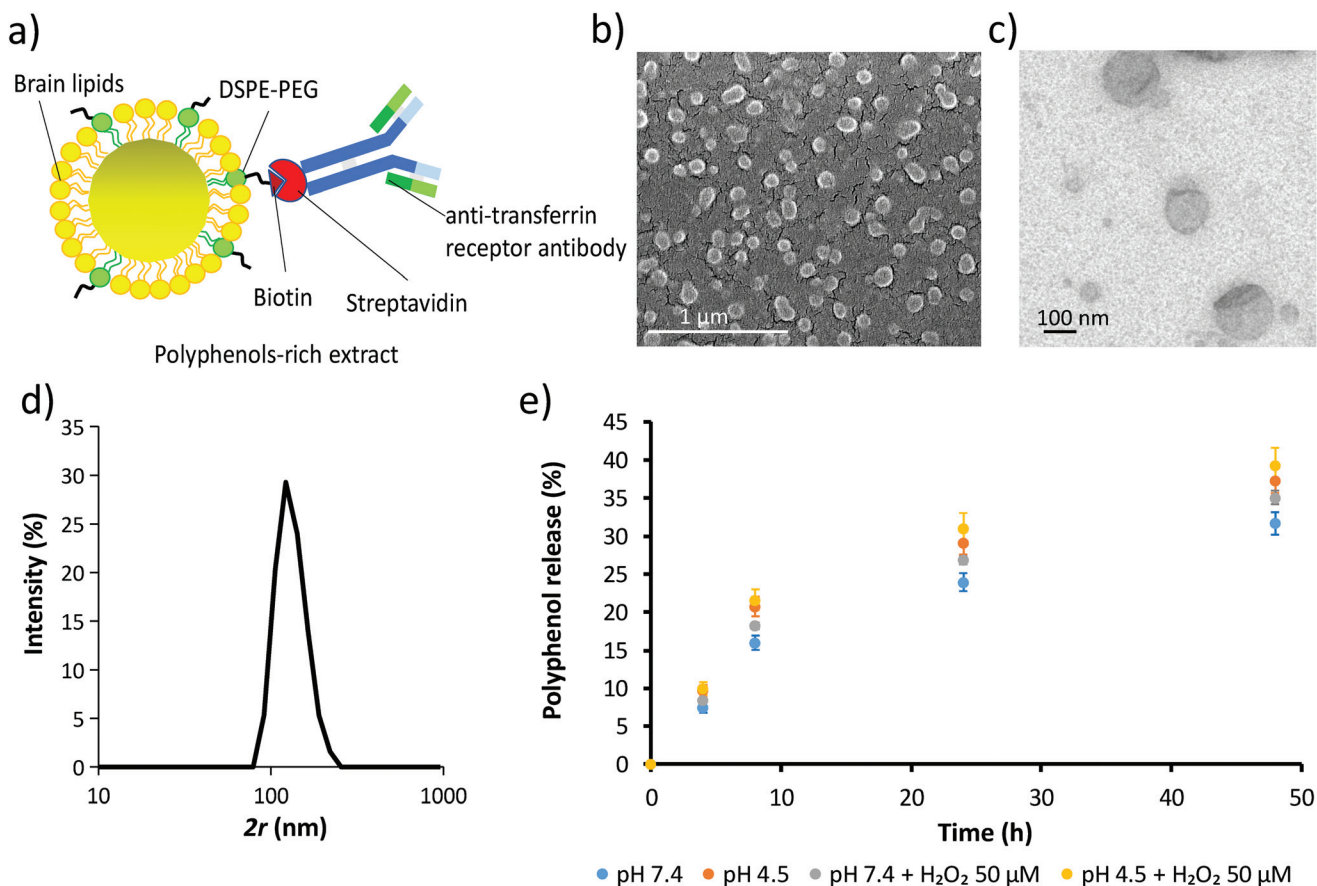 a)
Brain lipids
DSPE-PEG
anti-transferrin
receptor antibody
Biotin
Streptavidin
Polyphenols-rich extract
b)
1 µm
c)
100 nm
d)
Intensity (%)
35
30
25
20
15
10
5
0
10
100
1000
2r (nm)
e)
Polyphenol release (%)
45
40
35
30
25
20
15
10
5
0
0
10
20
30
40
50
Time (h)
pH 7.4
pH 4.5
pH 7.4 + H₂O₂ 50 µM
pH 4.5 + H₂O₂ 50 µM